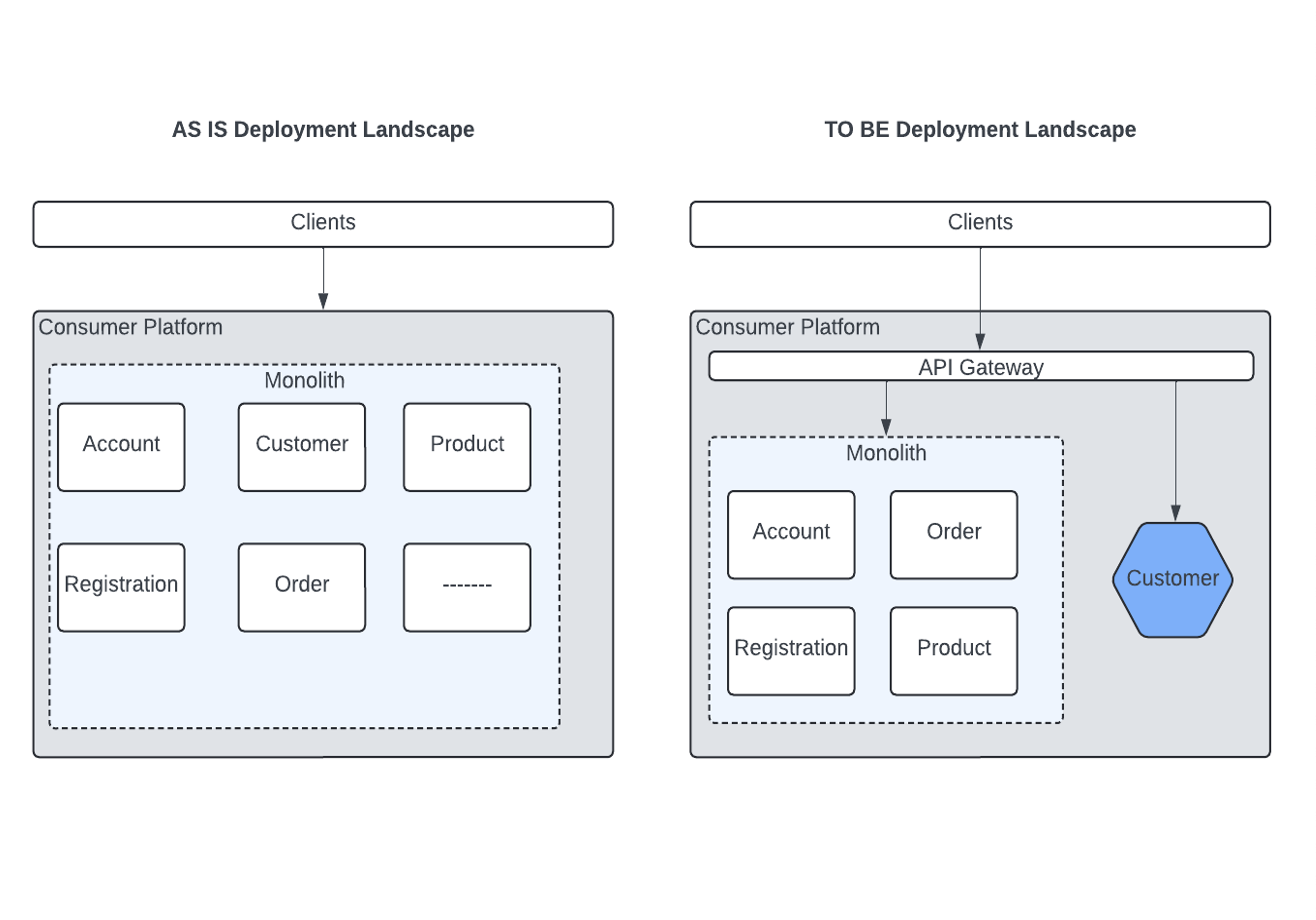 AS IS Deployment Landscape
Clients
Consumer Platform
Monolith
Account
Customer
Product
Registration
Order
-------
TO BE Deployment Landscape
Clients
Consumer Platform
API Gateway
Monolith
Account
Order
Registration
Product
Customer